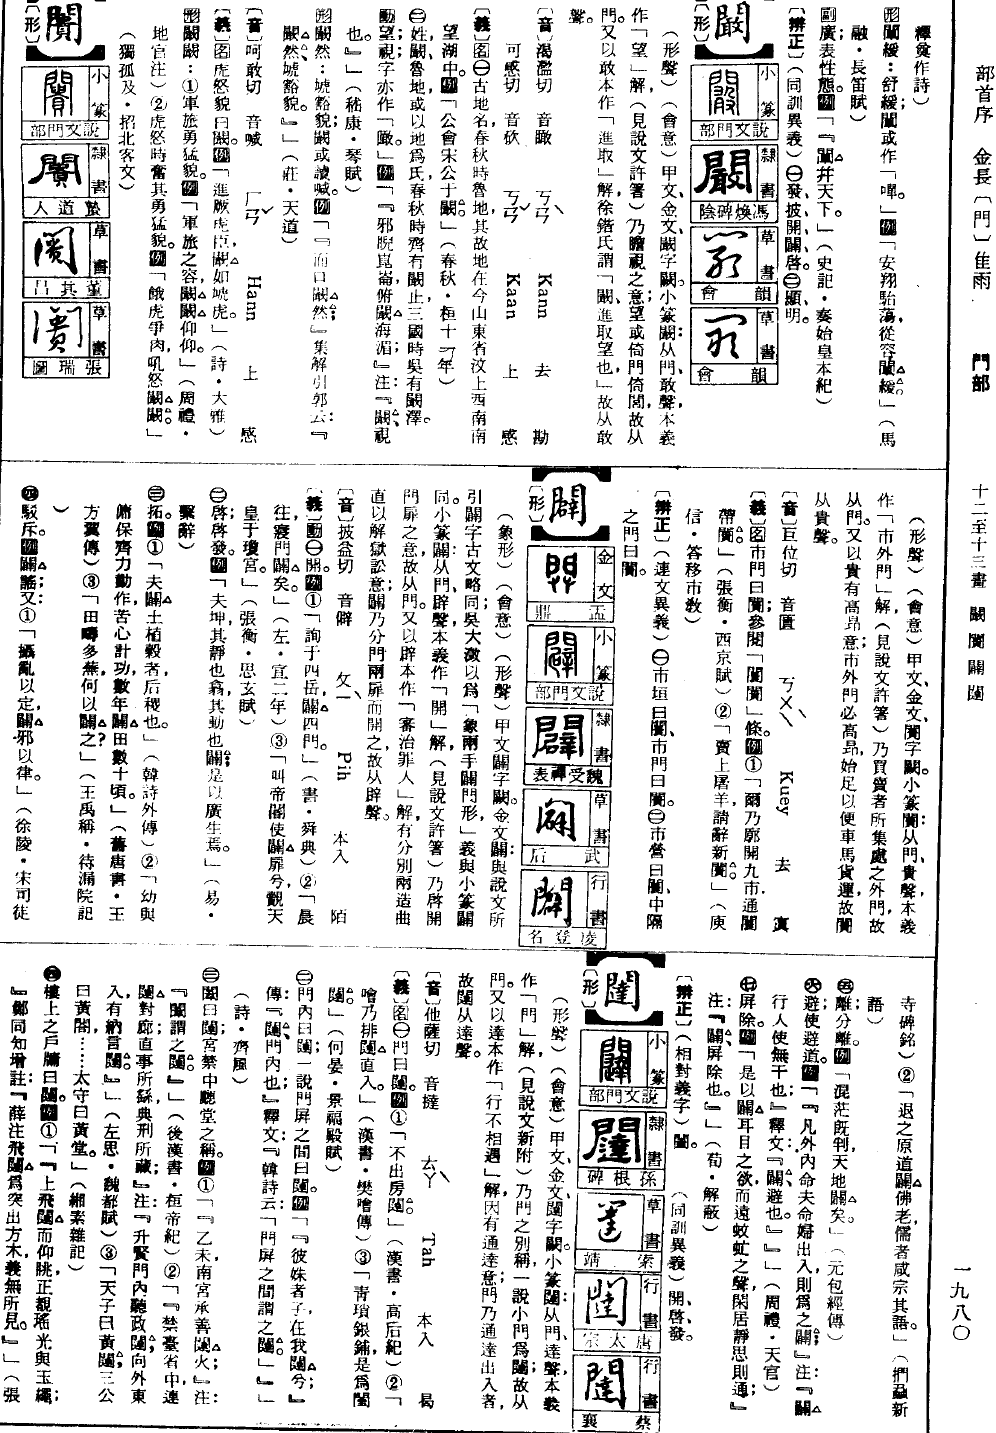 部首序　金長〔門〕隹雨　　門部　　十二至十三畫　闞闠闢闥　　一九八〇
釋奠作詩）
形闡緩：舒緩；闡或作「嘽。」例「安翔駘蕩，從容闡緩。」（馬
融・長笛賦）
副廣表性態。例「『闡幷天下。」（史記・秦始皇本紀）
〔辨正〕（同訓異義）㊀發，披，開，闢，啓。㊁顯，明。
闞
〔形〕
小篆　說文門部
隸書　馮煥碑陰
草書　韻會
草書　韻會
（形聲）（會意）甲文、金文闞字闕。小篆闞：从門，敢聲，本義
作「望」解，（見說文許箸）乃瞻視之意；望或倚門倚閭，故从
門。又以敢本作「進取」解，徐鍇氏謂「闞，進取望也，」故从敢
聲。
〔音〕濁濫切　音瞰　ㄎㄢˋ　Kann　去　勘
可感切　音砍　ㄎㄢˇ　Kaan　上　感
〔義〕名㊀古地名，春秋時魯地，其故地在今山東省汶上西南南
望湖中。例「公會宋公于闞。」（春秋・桓十一年）
㊁姓，闞，魯地，或以地爲氏；春秋時齊有闞止，三國時吳有闞澤。
動望；視；字亦作「瞰。」例「『邪睨崑崙，俯闞海湄』注：『闞，視
也。』」（嵇康・琴賦）
形闞然：虓豁貌，闞或讀喊。例「『而口闞然；』集解引郭云：『
闞然，虓豁貌。』」（莊・天道）
〔音〕呵敢切　音喊　ㄏㄢˇ　Hann　上　感
〔義〕名虎怒貌曰闞。例「進厥虎臣，闞如虓虎。」（詩・大雅）
形闞闞：①軍旅勇猛貌。例「軍旅之容，闞闞仰仰。」（周禮・
地官注）②虎怒時奮其勇猛貌。例「餓虎爭肉，吼怒闞闞。」
（獨孤及・招北客文）
闠
〔形〕
小篆　說文門部
隸書　蟄道人
草書　董其昌
草書　張瑞圖
（形聲）（會意）甲文、金文闠字闕。小篆闠：从門，貴聲，本義
作「市外門」解，（見說文許箸）乃買賣者所集處之外門，故
从門。又以貴有高昂意，市外門必高昂，始足以便車馬貨運，故闠
从貴聲。
〔音〕巨位切　音匱　ㄎㄨㄟˋ　Kuey　去　寘
〔義〕名市門曰闠；參閱「闤闠」條。例①「爾乃廓開九市，通闤
帶闠。」（張衡・西京賦）②「賣上屠羊，請辭新闠。」（庾
信・答移市敎）
〔辨正〕（連文異義）㊀市垣曰闤，市門曰闠。㊁市營曰闤，中隔
之門曰闠。
闢
〔形〕
金文　盂鼎
小篆　說文門部
隸書　魏受禪表
草書　武后
行書　凌登名
（象形）（會意）（形聲）甲文闢字闕。金文闢：與說文所
引闢字古文略同，吳大澂以爲「象兩手闢門形，」義與小篆闢
同。小篆闢：从門，辟聲，本義作「開」解，（見說文許箸）乃啓開
門扉之意，故从門。又以辟本作「審治罪人」解，有分別兩造曲
直以解獄訟意；闢乃分門兩扉而開之，故从辟聲。
〔音〕披益切　音僻　ㄆㄧˋ　Pih　本入　陌
〔義〕動㊀開。例①「詢于四岳，闢四門。」（書・舜典）②「晨
往，寢門闢矣。」（左・宣二年）③「叫帝閽使闢扉兮，覿天
皇于瓊宮。」（張衡・思玄賦）
㊁啓；啓發。例「夫坤，其靜也翕，其動也闢，是以廣生焉。」（易・
繫辭）
㊂拓。例①「夫闢土植穀者，后稷也。」（韓詩外傳）②「幼與
脩保齊力勤作，苦心計功，數年，闢田數十頃。」（舊唐書・王
方翼傳）③「田疇多蕪，何以闢之？」（王禹稱・待漏院記
）
㊃駁斥。例闢謠；又：①「攝亂以定，闢邪以律。」（徐陵・宋司徒
寺碑銘）②「退之原道闢佛老，儒者咸宗其語。」（捫蝨新
語）
㊄離；分離。例「混茫旣判，天地闢矣。」（元包經傳）
㊅避；使避道。例「『凡外內命夫命婦出入，則爲之闢；』注：『闢
行人，使無干也。』釋文『闢，避也。』」（周禮・天官）
㊆屏除。例「是以闢耳目之欲，而遠蚊虻之聲，閑居靜思則通；』
注：『闢，屏除也。』」（荀・解蔽）
〔辨正〕（相對義字）闔。　（同訓異義）開，啓，發。
闥
〔形〕
小篆　說文門部
隸書　孫根碑
草書　索靖
行書　唐太宗
行書　蔡襄
（形聲）（會意）甲文、金文闥字闕。小篆闥：从門，達聲，本義
作「門」解，（見說文新附）乃門之別稱，一說小門爲闥，故从
門。又以達本作「行不相遇」解，因有通達意；門乃通達出入者，
故闥从達聲。
〔音〕他薩切　音撻　ㄊㄚˋ　Tah　本入　曷
〔義〕名㊀門曰闥。例①「不出房闥。」（漢書・高后紀）②「
噲乃排闥直入。」（漢書・樊噲傳）③「靑瑣銀鋪，是爲閨
闥。」（何晏・景福殿賦）
㊁門內曰闥；一說門屏之間曰闥。例「『彼姝者子，在我闥兮；』
傳：『闥，門內也；』釋文：『韓詩云：「門屏之間謂之闥。」』」
（詩・齊風）
㊂闥曰闥；宮禁中聽堂之稱。例①「『乙未，南宮承善闥火；』注：
『闥謂之闥。』」（後漢書・桓帝紀）②「『禁臺省中，連
闥對廊，直事所繇，典刑所藏；』注：『升賢門內聽政闥，向外東
入有納言闥。』」（左思・魏都賦）③「天子曰黃闥，三公
曰黃閤……太守曰黃堂。」（緗素雜記）
㊃樓上之戶牖曰闥。例①「『上飛闥而仰眺，正覩瑤光與玉繩；
』鄭同知增註：『薛注：飛闥爲突出方木，義無所見。』」（張